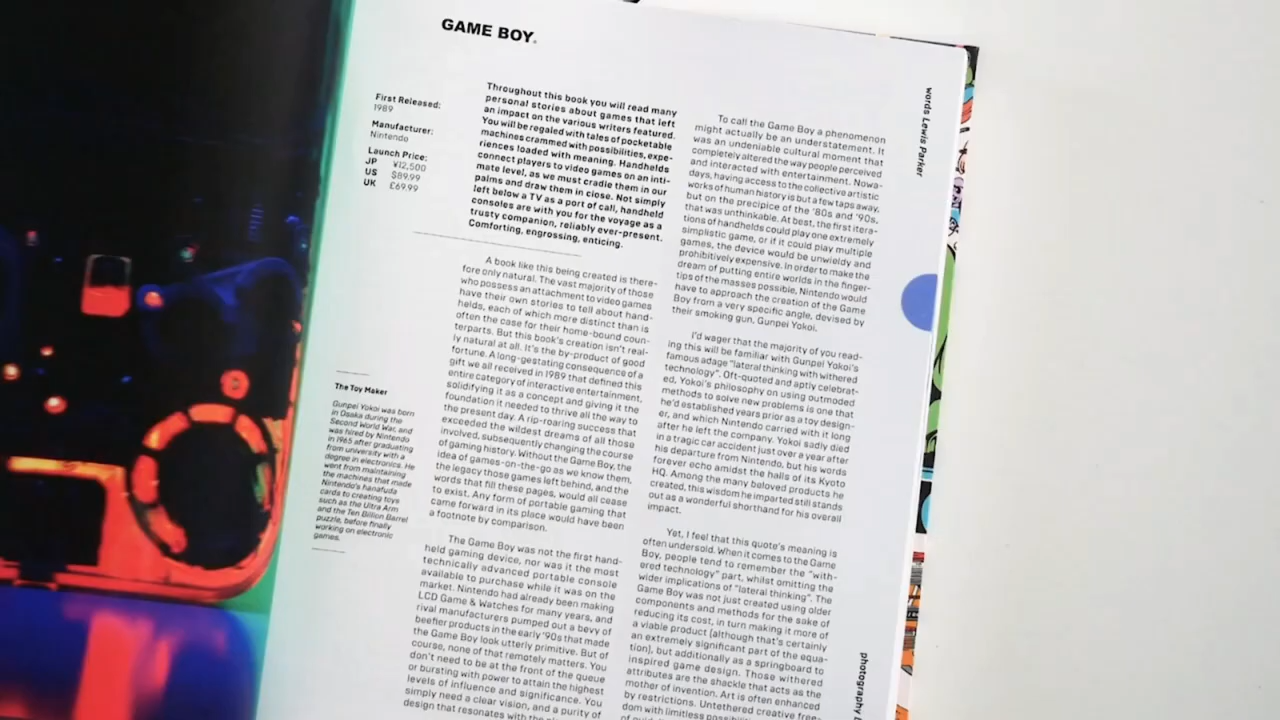 GAME BOY.
First Released:
1989
Manufacturer:
Nintendo
Launch Price:
JP ¥12,500
US $89.99
UK £69.99
Throughout this book you will read many
personal stories about games that left
an impact on the various writers featured.
You will be regaled with tales of pocketable
machines crammed with possibilities, expe-
riences loaded with meaning. Handhelds
connect players to video games on an inti-
mate level, as we must cradle them in our
palms and draw them in close. Not simply
left below a TV as a port of call, handheld
consoles are with you for the voyage as a
trusty companion, reliably ever-present.
Comforting, engrossing, enticing.
A book like this being created is there-
fore only natural. The vast majority of those
who possess an attachment to video games
have their own stories to tell about hand-
helds, each of which more distinct than is
often the case for their home-bound coun-
terparts. But this book's creation isn't real-
ly natural at all. It's the by-product of good
fortune. A long-gestating consequence of a
gift we all received in 1989 that defined this
entire category of interactive entertainment,
solidifying it as a concept and giving it the
foundation it needed to thrive all the way to
the present day. A rip-roaring success that
exceeded the wildest dreams of all those
involved, subsequently changing the course
of gaming history. Without the Game Boy, the
idea of games-on-the-go as we know them,
the legacy those games left behind, and the
words that fill these pages, would all cease
to exist. Any form of portable gaming that
came forward in its place would have been
a footnote by comparison.
The Game Boy was not the first hand-
held gaming device, nor was it the most
technically advanced portable console
available to purchase while it was on the
market. Nintendo had already been making
LCD Game & Watches for many years, and
rival manufacturers pumped out a bevy of
beefier products in the early '90s that made
the Game Boy look utterly primitive. But of
course, none of that remotely matters. You
don't need to be at the front of the queue
or bursting with power to attain the highest
levels of influence and significance. You
simply need a clear vision, and a purity of
design that resonates with the
The Toy Maker
Gunpei Yokoi was born
in Osaka during the
Second World War, and
was hired by Nintendo
in 1965 after graduating
from university with a
degree in electronics. He
went from maintaining
the machines that made
Nintendo's hanafuda
cards to creating toys
such as the Ultra Arm
and the Ten Billion Barrel
puzzle, before finally
working on electronic
games.
To call the Game Boy a phenomenon
might actually be an understatement. It
was an undeniable cultural moment that
completely altered the way people perceived
and interacted with entertainment. Nowa-
days, having access to the collective artistic
works of human history is but a few taps away,
but on the precipice of the '80s and '90s,
that was unthinkable. At best, the first itera-
tions of handhelds could play one extremely
simplistic game, or if it could play multiple
games, the device would be unwieldy and
prohibitively expensive. In order to make the
dream of putting entire worlds in the finger-
tips of the masses possible, Nintendo would
have to approach the creation of the Game
Boy from a very specific angle, devised by
their smoking gun, Gunpei Yokoi.
I'd wager that the majority of you read-
ing this will be familiar with Gunpei Yokoi's
famous adage "lateral thinking with withered
technology". Oft-quoted and aptly celebrat-
ed, Yokoi's philosophy on using outmoded
methods to solve new problems is one that
he'd established years prior as a toy design-
er, and which Nintendo carried with it long
after he left the company. Yokoi sadly died
in a tragic car accident just over a year after
his departure from Nintendo, but his words
forever echo amidst the halls of its Kyoto
HQ. Among the many beloved products he
created, this wisdom he imparted still stands
out as a wonderful shorthand for his overall
impact.
Yet, I feel that this quote's meaning is
often undersold. When it comes to the Game
Boy, people tend to remember the "with-
ered technology" part, whilst omitting the
wider implications of "lateral thinking". The
Game Boy was not just created using older
components and methods for the sake of
reducing its cost, in turn making it more of
a viable product (although that's certainly
an extremely significant part of the equa-
tion), but additionally as a springboard to
inspired game design. Those withered
attributes are the shackle that acts as the
mother of invention. Art is often enhanced
by restrictions. Untethered creative free-
dom with limitless
words Lewis Parker
photography